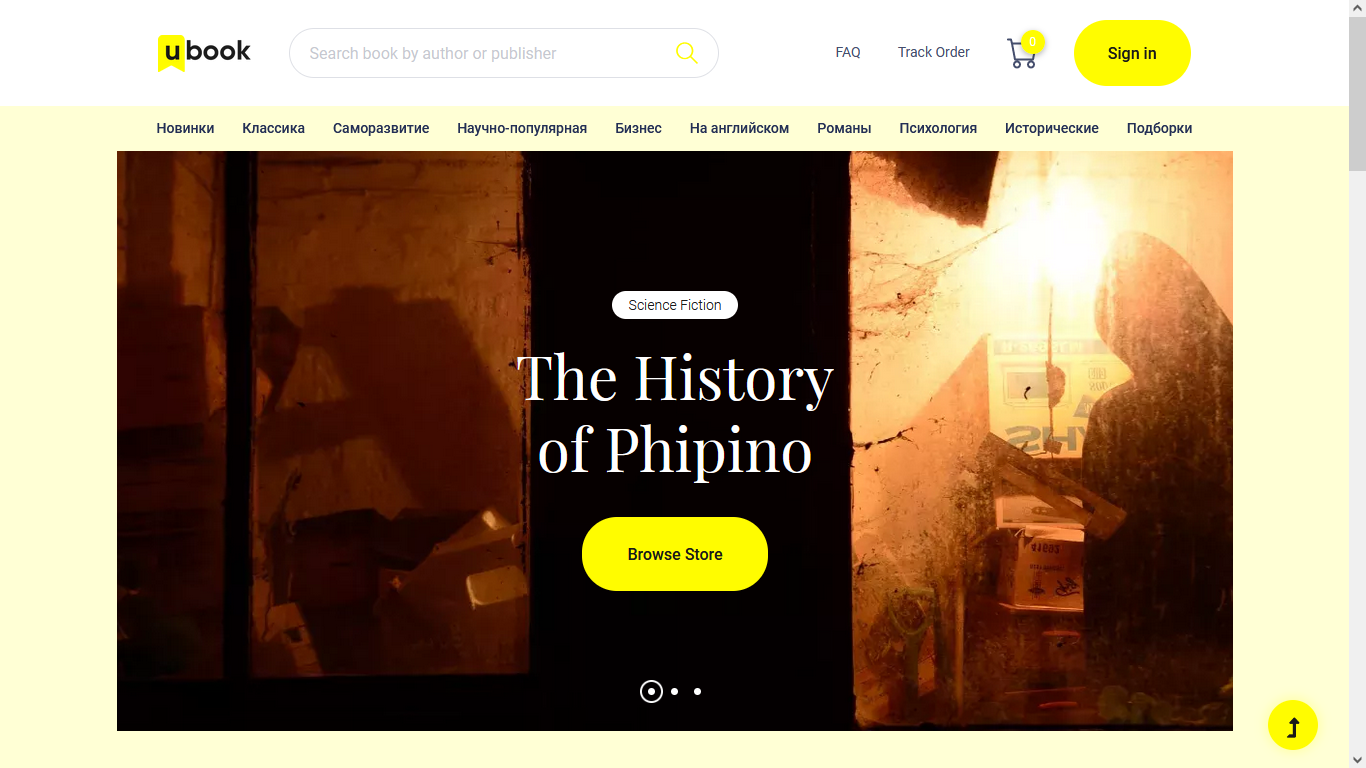 ubook
Search book by author or publisher
FAQ
Track Order
0
Sign in
Новинки Классика Саморазвитие Научно-популярная Бизнес На английском Романы Психология Исторические Подборки
Science Fiction
The History
of Phipino
Browse Store
41692